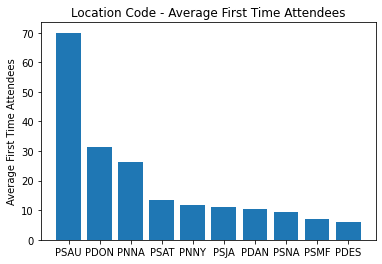 Location Code - Average First Time Attendees
Average First Time Attendees
70
60
50
40
30
20
10
0
PSAU PDON PNNA PSAT PNNY PSJA PDAN PSNA PSMF PDES